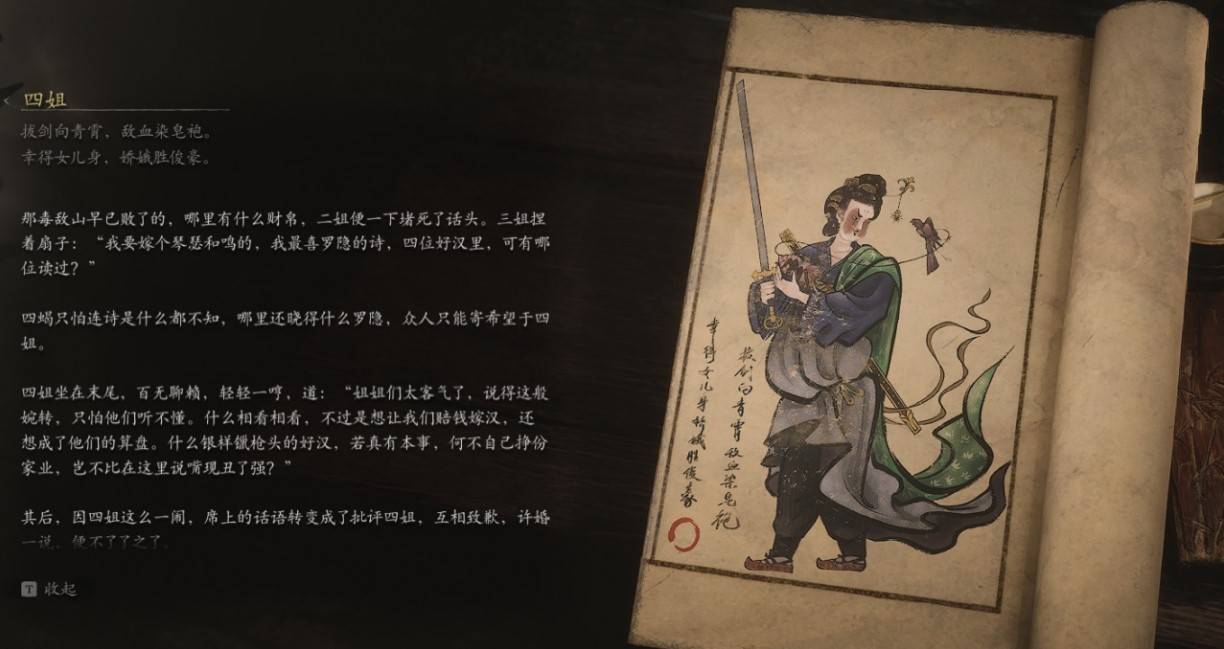 四姐
拔剑向青霄，敌血染皂袍。
幸得女儿身，娇娥胜俊豪。
那毒敌山早已败了的，哪里有什么财帛，二姐便一下堵死了话头。三姐捏
着扇子：“我要嫁个琴瑟和鸣的，我最喜罗隐的诗，四位好汉里，可有哪
位读过？”
四蝎只怕连诗是什么都不知，哪里还晓得什么罗隐，众人只能寄希望于四
姐。
四姐坐在末尾，百无聊赖，轻轻一哼，道：“姐姐们太客气了，说得这般
婉转，只怕他们听不懂。什么相看相看，不过是想让我们赔钱嫁汉，还
想成了他们的算盘。什么银样镴枪头的好汉，若真有本事，何不自己挣份
家业，岂不比在这里说嘴现丑了强？”
其后，因四姐这么一闹，席上的话语转变成了批评四姐，互相致歉，许婚
一说，便不了了之了。
T 收起
拔剑向青霄敌血染皂袍
幸得女儿身娇娥胜俊豪